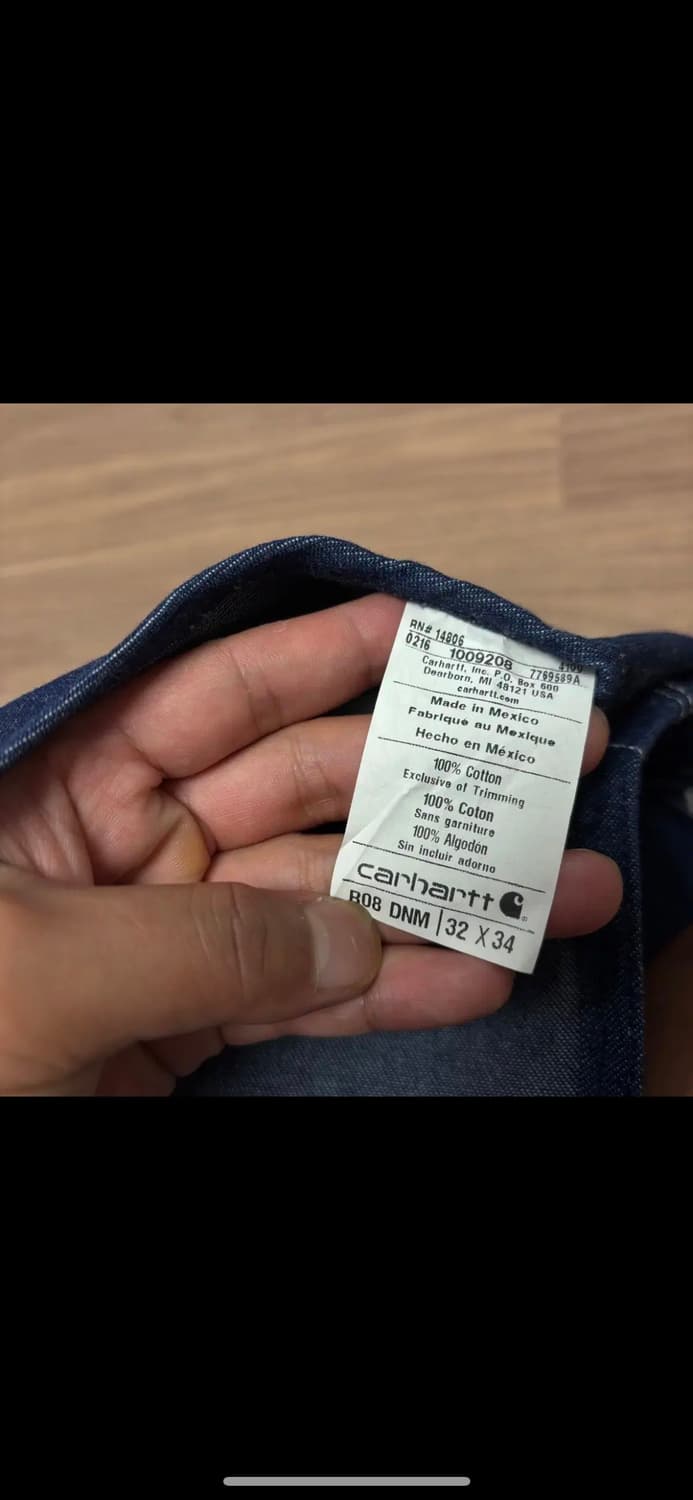 RN# 14806
0216 1009208 7769589A
Carhartt, Inc. P.O. Box 600
Dearborn, MI 48121 USA
carhartt.com
Made in Mexico
Fabriqué au Mexique
Hecho en México
100% Cotton
Exclusive of Trimming
100% Coton
Sans garniture
100% Algodón
Sin incluir adorno
carhartt
B08 DNM 32 X 34